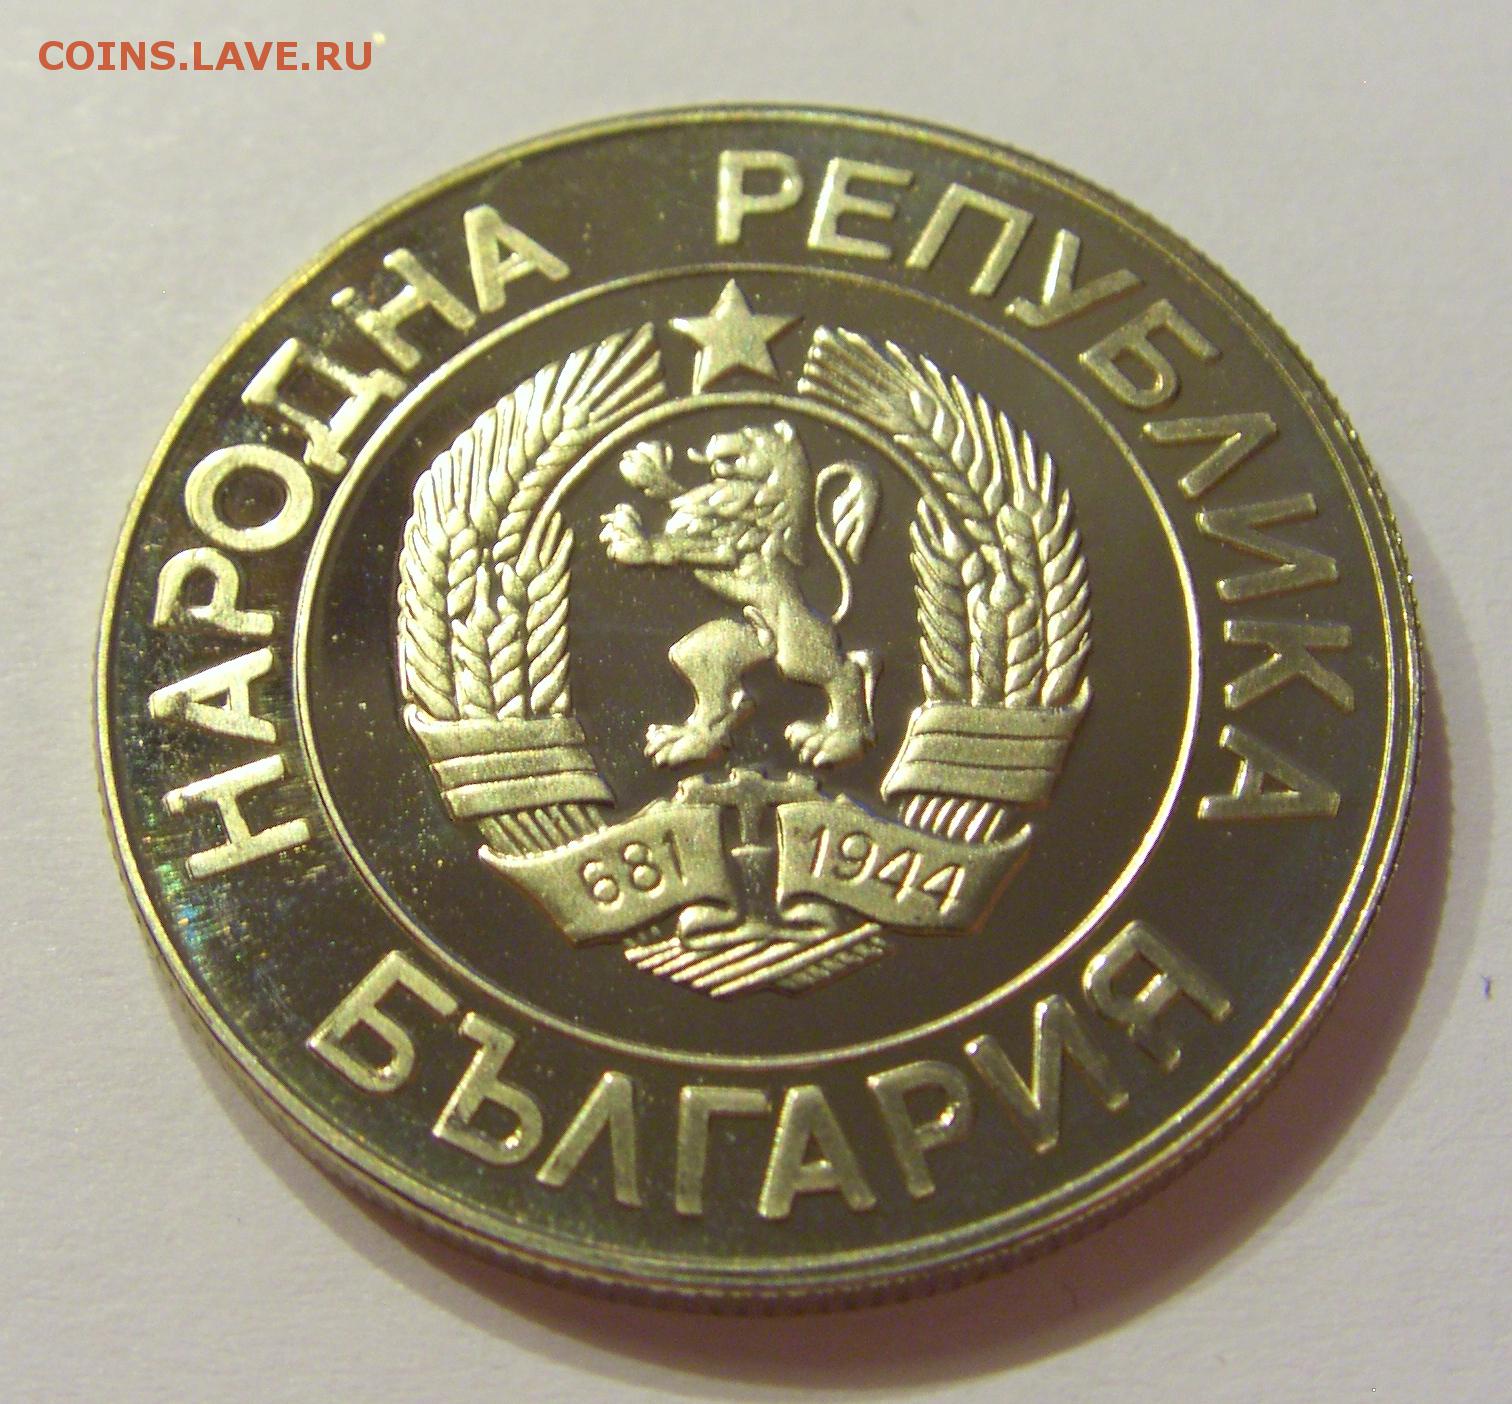 COINS.LAVE.RU
НАРОДНА РЕПУБЛИКА
681 1944
БЪЛГАРИЯ